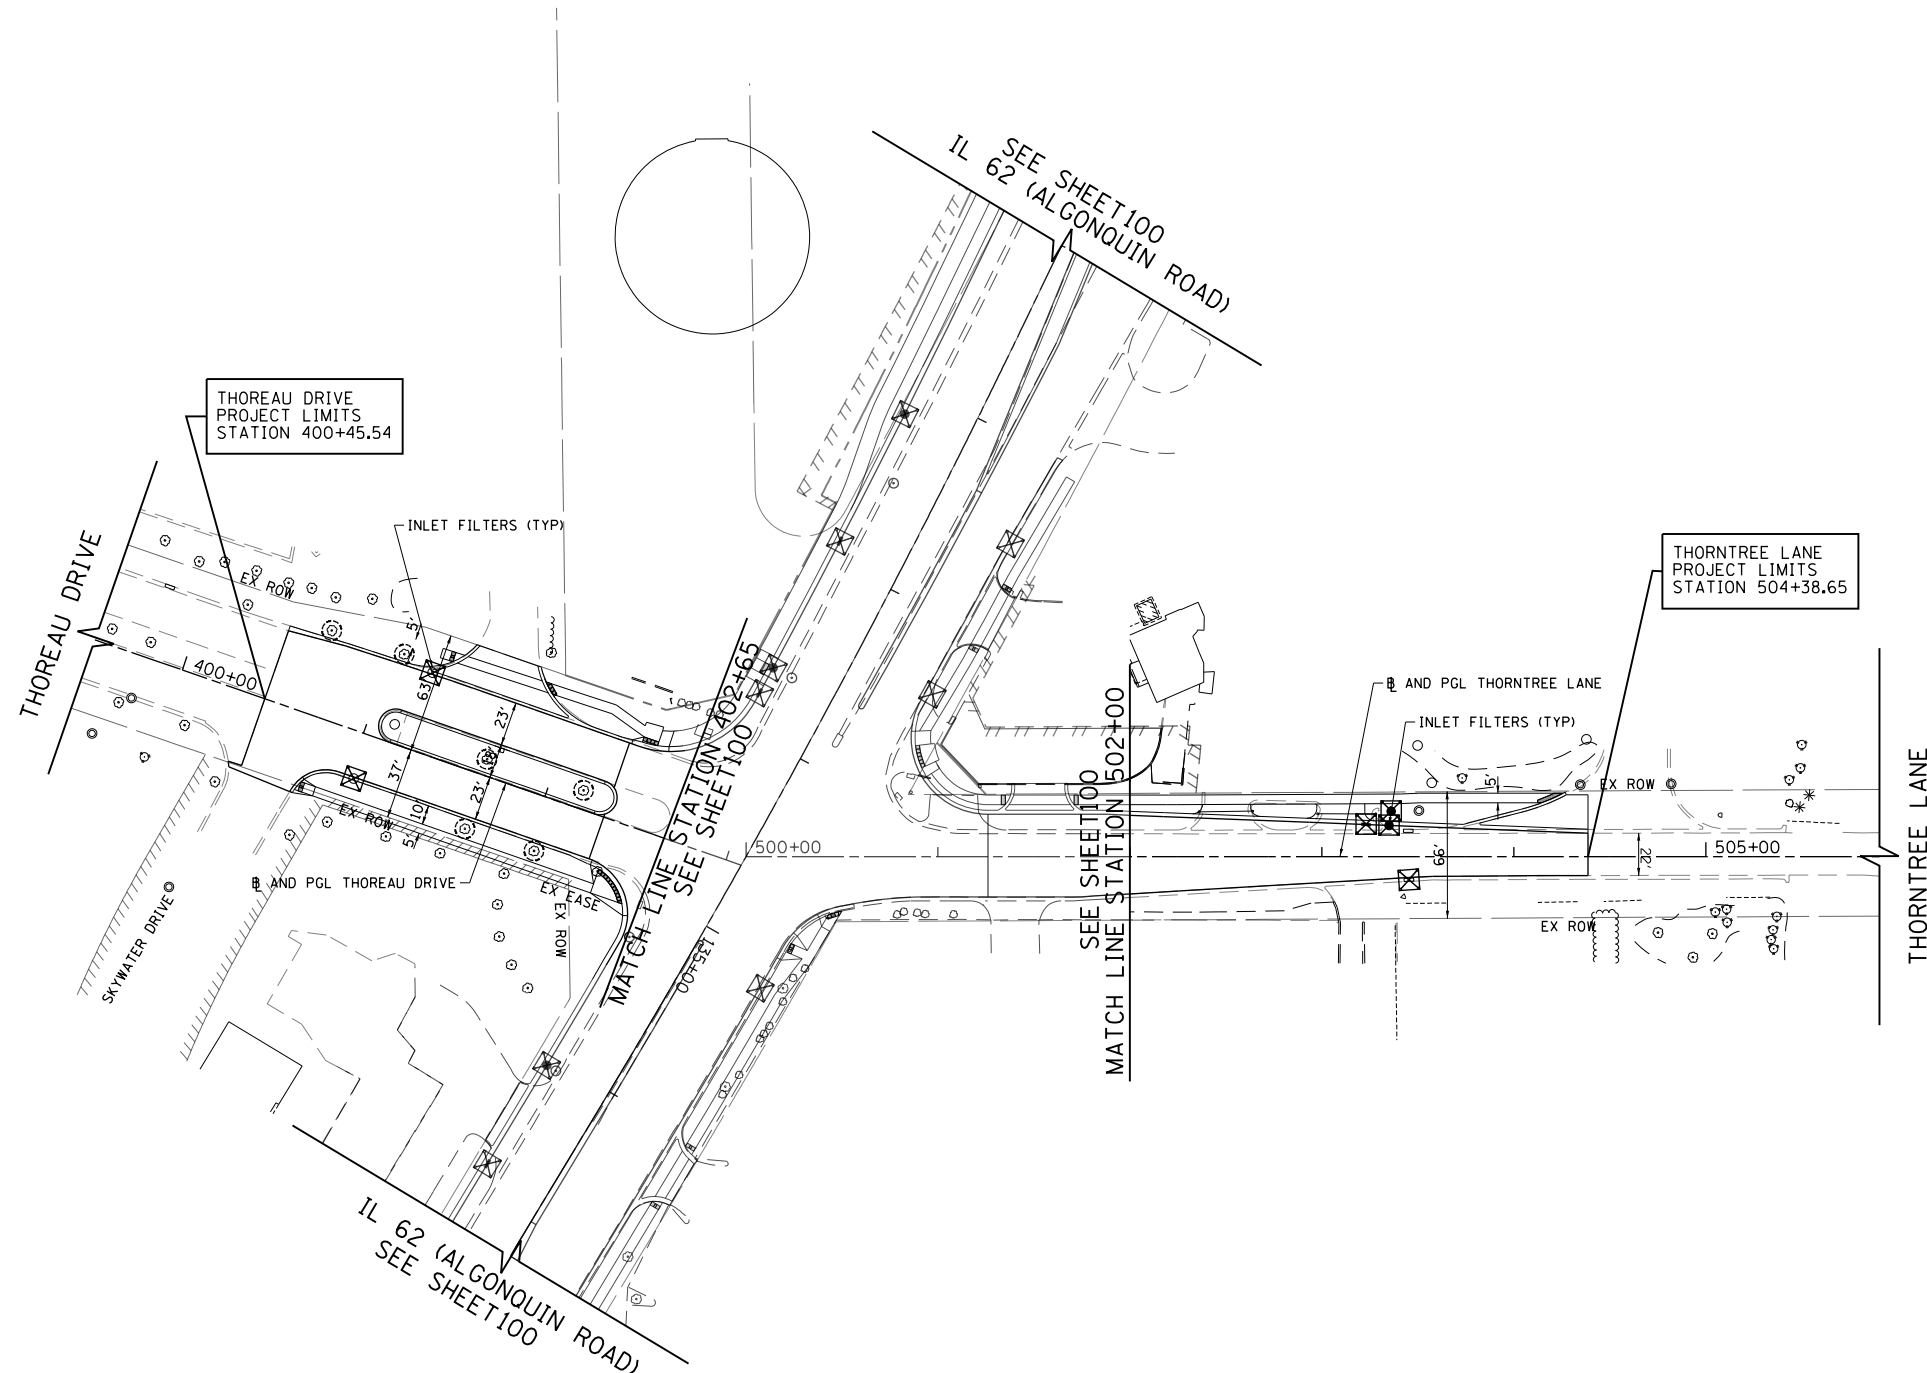 SEE SHEET100
IL 62 (ALGONQUIN ROAD)
THOREAU DRIVE
PROJECT LIMITS
STATION 400+45.54
INLET FILTERS (TYP)
THOREAU DRIVE
EX ROW
5'
400+00
63'
23'
18'
37'
23'
10'
EX ROW
5'
℄ AND PGL THOREAU DRIVE
EX EASE
EX ROW
SKYWATER DRIVE
MATCH LINE STATION 402+65
SEE SHEET100
500+00
135+00
SEE SHEET100
MATCH LINE STATION 502+00
THORNTREE LANE
PROJECT LIMITS
STATION 504+38.65
℄ AND PGL THORNTREE LANE
INLET FILTERS (TYP)
5'
EX ROW
66'
22'
505+00
EX ROW
THORNTREE LANE
IL 62 (ALGONQUIN ROAD)
SEE SHEET100